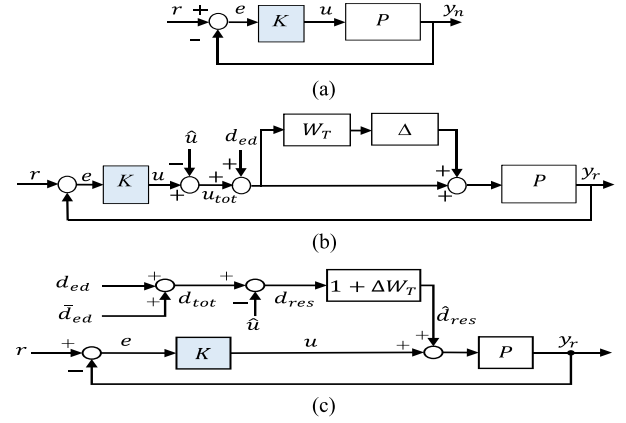 r + e K u P y_n
−
(a)
û d_ed W_T Δ
− + +
r e K u + u_tot + + P y_r
+
(b)
d_ed + d_tot + d_res 1 + ΔW_T
d̄_ed + − û d̂_res
r + e K u + + P y_r
−
(c)